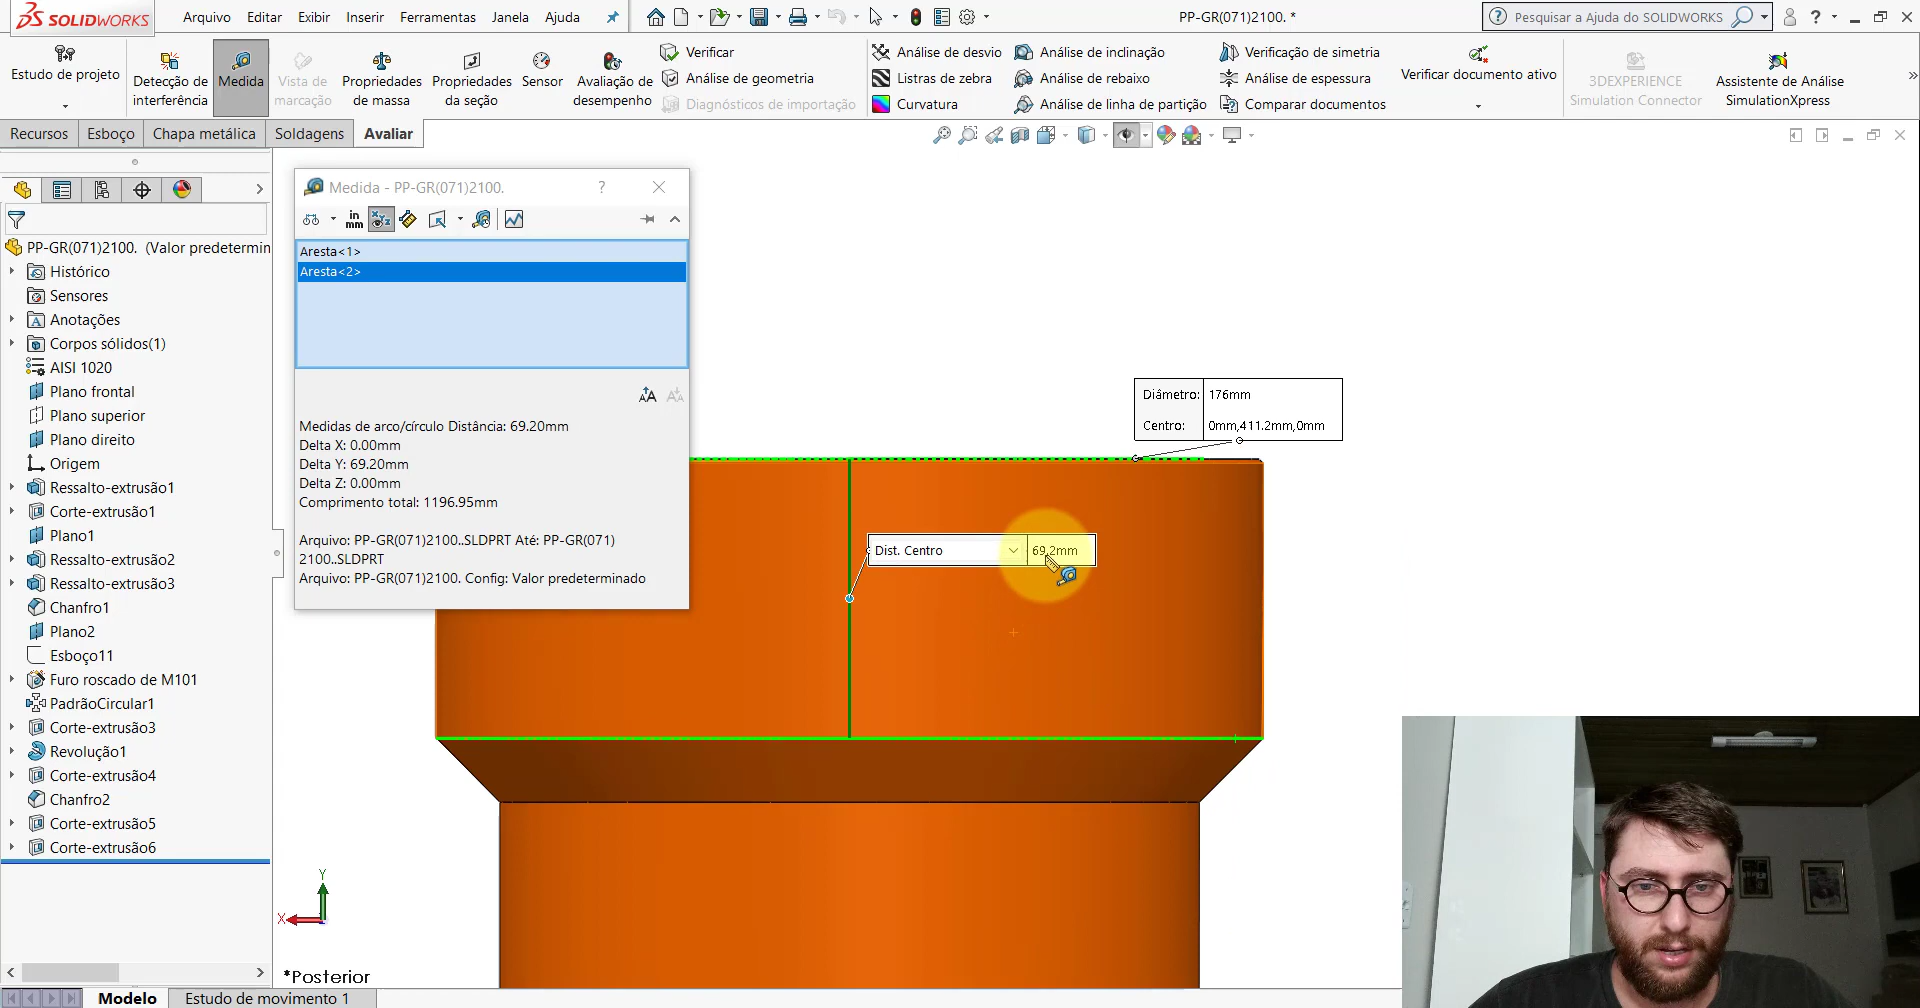 SOLIDWORKS
Arquivo Editar Exibir Inserir Ferramentas Janela Ajuda
PP-GR(071)2100. *
Pesquisar a Ajuda do SOLIDWORKS
Estudo de projeto
Detecção de interferência
Medida
Vista de marcação
Propriedades de massa
Propriedades da seção
Sensor
Avaliação de desempenho
Verificar
Análise de geometria
Diagnósticos de importação
Análise de desvio
Listras de zebra
Curvatura
Análise de inclinação
Análise de rebaixo
Análise de linha de partição
Verificação de simetria
Análise de espessura
Comparar documentos
Verificar documento ativo
3DEXPERIENCE Simulation Connector
Assistente de Análise SimulationXpress
Recursos Esboço Chapa metálica Soldagens Avaliar
PP-GR(071)2100. (Valor predetermin
Histórico
Sensores
Anotações
Corpos sólidos(1)
AISI 1020
Plano frontal
Plano superior
Plano direito
Origem
Ressalto-extrusão1
Corte-extrusão1
Plano1
Ressalto-extrusão2
Ressalto-extrusão3
Chanfro1
Plano2
Esboço11
Furo roscado de M101
PadrãoCircular1
Corte-extrusão3
Revolução1
Corte-extrusão4
Chanfro2
Corte-extrusão5
Corte-extrusão6
Medida - PP-GR(071)2100.
?
in
mm
Aresta<1>
Aresta<2>
Medidas de arco/círculo Distância: 69.20mm
Delta X: 0.00mm
Delta Y: 69.20mm
Delta Z: 0.00mm
Comprimento total: 1196.95mm
Arquivo: PP-GR(071)2100..SLDPRT Até: PP-GR(071)
2100..SLDPRT
Arquivo: PP-GR(071)2100. Config: Valor predeterminado
Diâmetro: 176mm
Centro: 0mm,411.2mm,0mm
Dist. Centro 69.2mm
Y
X
*Posterior
Modelo Estudo de movimento 1